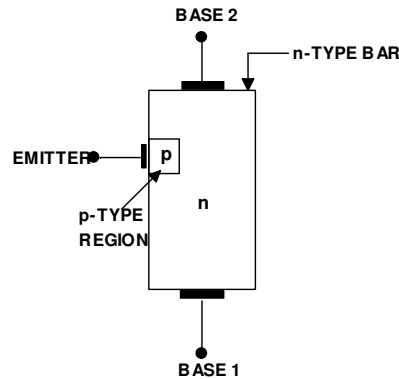 BASE 2
n-TYPE BAR
EMITTER
p
p-TYPE
REGION
n
BASE 1